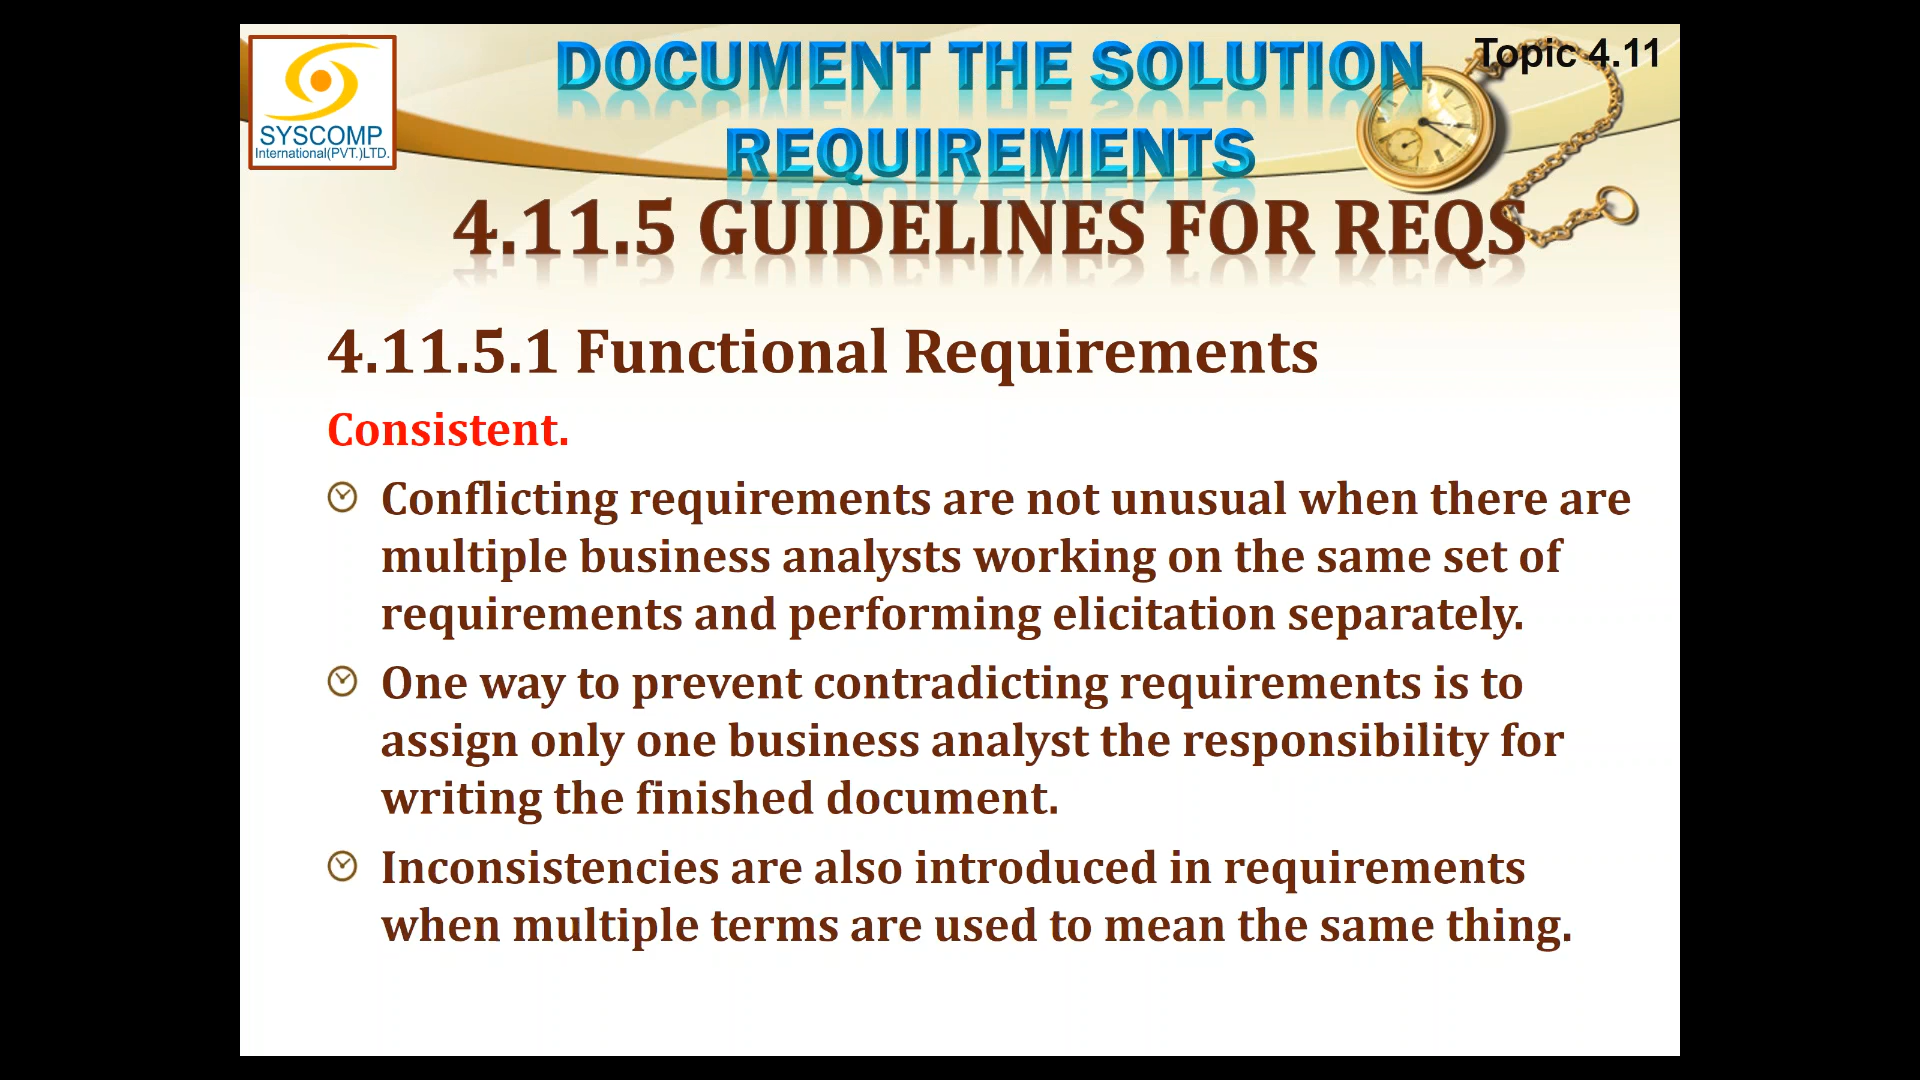 SYSCOMP
International(PVT.)LTD.
DOCUMENT THE SOLUTION
REQUIREMENTS
Topic 4.11
4.11.5 GUIDELINES FOR REQS
4.11.5.1 Functional Requirements
Consistent.
Conflicting requirements are not unusual when there are
multiple business analysts working on the same set of
requirements and performing elicitation separately.
One way to prevent contradicting requirements is to
assign only one business analyst the responsibility for
writing the finished document.
Inconsistencies are also introduced in requirements
when multiple terms are used to mean the same thing.